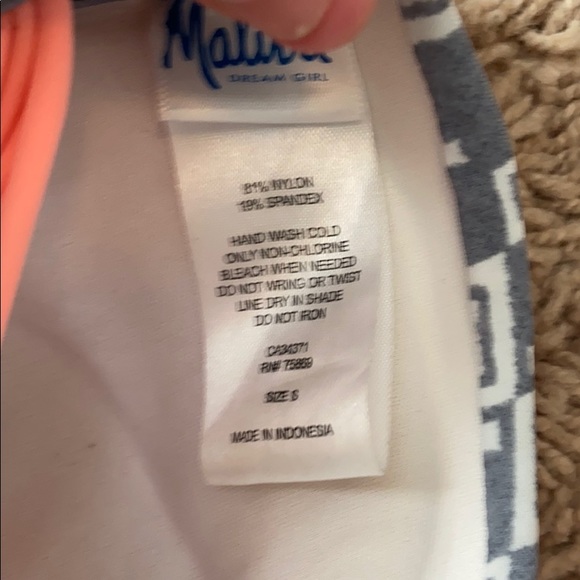 Malibu
DREAM GIRL
81% NYLON
19% SPANDEX
HAND WASH COLD
ONLY NON-CHLORINE
BLEACH WHEN NEEDED
DO NOT WRING OR TWIST
LINE DRY IN SHADE
DO NOT IRON
CA34371
RN# 75869
SIZE S
MADE IN INDONESIA